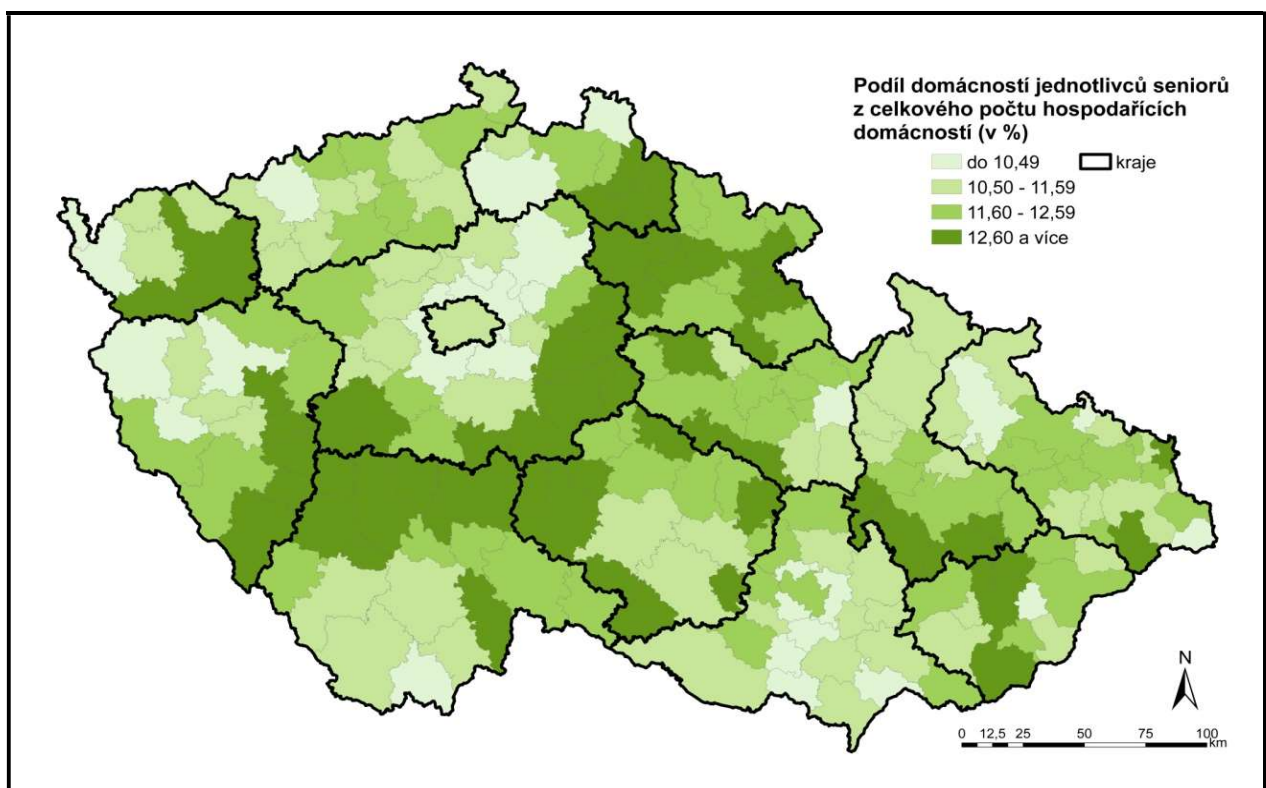 Podíl domácností jednotlivců seniorů
z celkového počtu hospodařících
domácností (v %)
do 10,49 kraje
10,50 - 11,59
11,60 - 12,59
12,60 a více
N
0 12,5 25 50 75 100
km